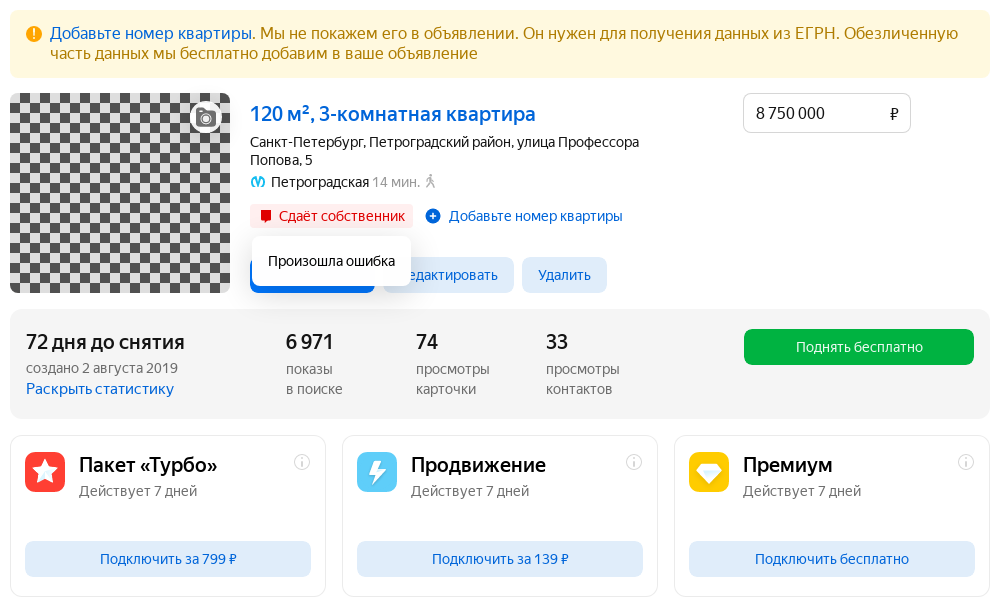 Добавьте номер квартиры. Мы не покажем его в объявлении. Он нужен для получения данных из ЕГРН. Обезличенную
часть данных мы бесплатно добавим в ваше объявление
120 м², 3-комнатная квартира
8 750 000 ₽
Санкт-Петербург, Петроградский район, улица Профессора
Попова, 5
Петроградская 14 мин.
Сдаёт собственник
Добавьте номер квартиры
Произошла ошибка
Удалить
72 дня до снятия
создано 2 августа 2019
Раскрыть статистику
6 971
показы
в поиске
74
просмотры
карточки
33
просмотры
контактов
Поднять бесплатно
Пакет «Турбо»
Действует 7 дней
Подключить за 799 ₽
Продвижение
Действует 7 дней
Подключить за 139 ₽
Премиум
Действует 7 дней
Подключить бесплатно